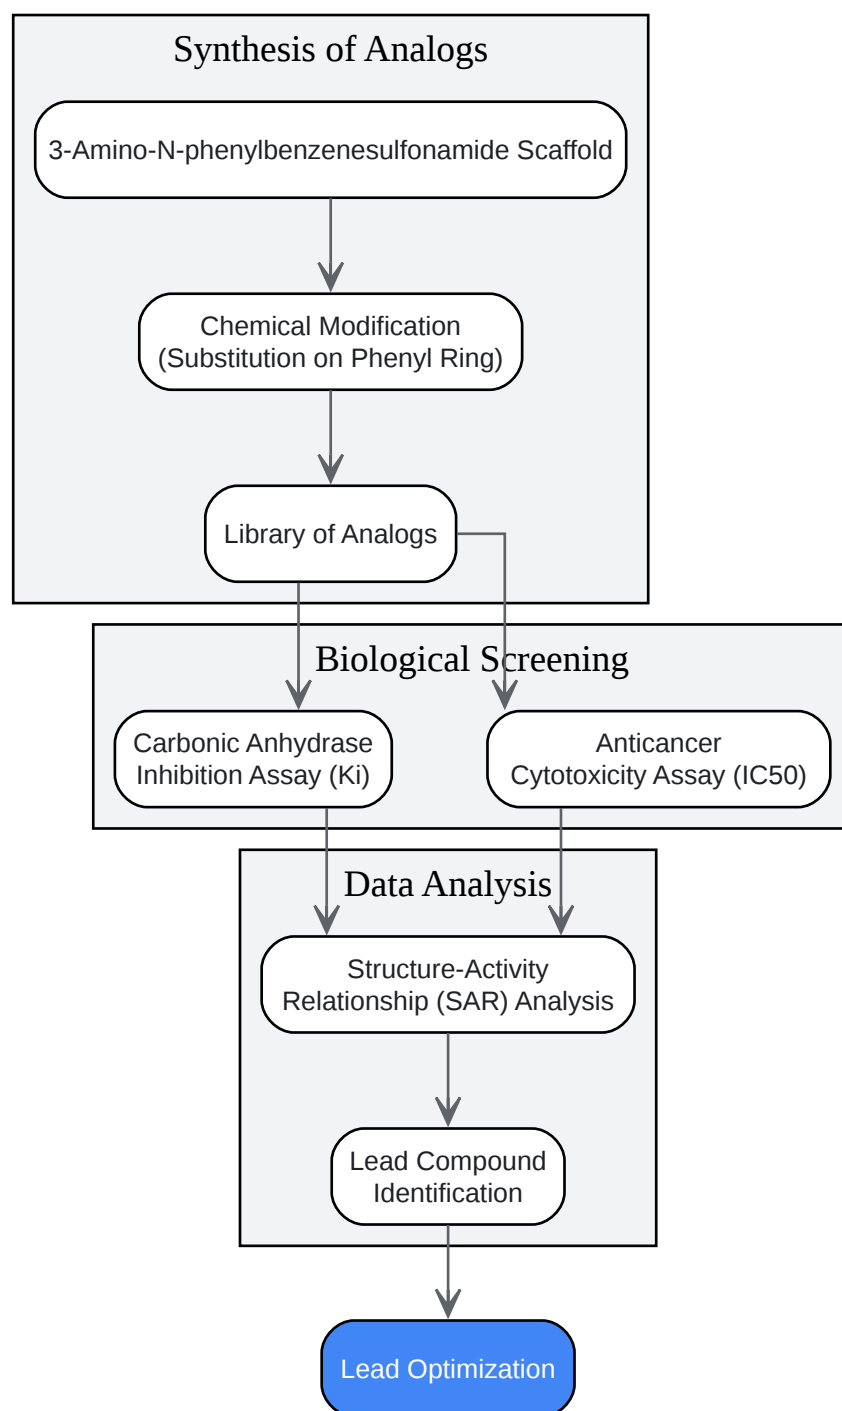 Synthesis of Analogs
3-Amino-N-phenylbenzenesulfonamide Scaffold
Chemical Modification
(Substitution on Phenyl Ring)
Library of Analogs
Biological Screening
Carbonic Anhydrase
Inhibition Assay (Ki)
Anticancer
Cytotoxicity Assay (IC50)
Data Analysis
Structure-Activity
Relationship (SAR) Analysis
Lead Compound
Identification
Lead Optimization